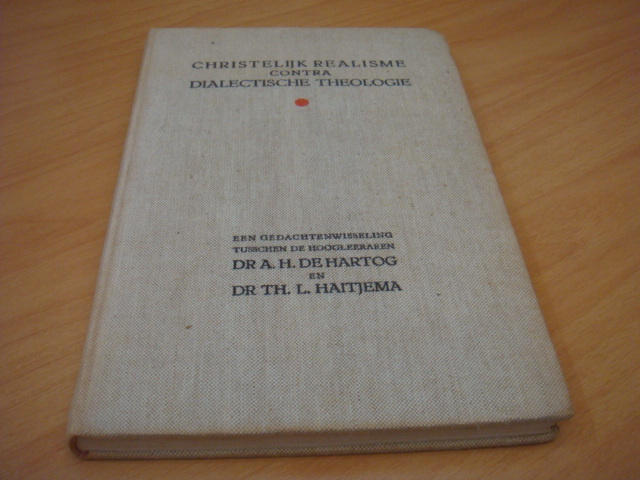 CHRISTELIJK REALISME
CONTRA
DIALECTISCHE THEOLOGIE
EEN GEDACHTENWISSELING
TUSSCHEN DE HOOGLEERAREN
DR A. H. DE HARTOG
EN
DR TH. L. HAITJEMA